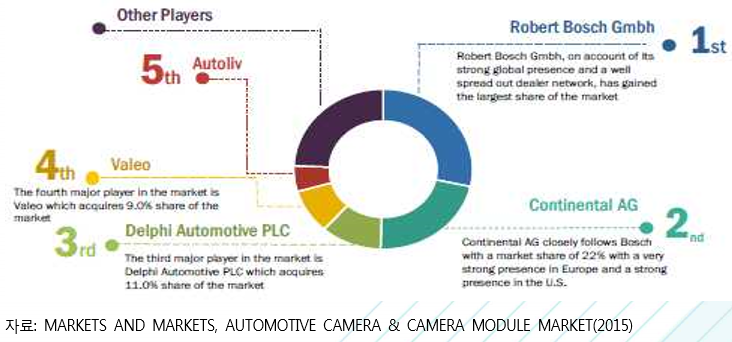 Other Players
5th Autoliv
Robert Bosch Gmbh
1st
Robert Bosch Gmbh, on account of its
strong global presence and a well
spread out dealer network, has gained
the largest share of the market
4th Valeo
The fourth major player in the market is
Valeo which acquires 9.0% share of the
market
3rd Delphi Automotive PLC
The third major player in the market is
Delphi Automotive PLC which acquires
11.0% share of the market
Continental AG
2nd
Continental AG closely follows Bosch
with a market share of 22% with a very
strong presence in Europe and a strong
presence in the U.S.
자료: MARKETS AND MARKETS, AUTOMOTIVE CAMERA & CAMERA MODULE MARKET(2015)